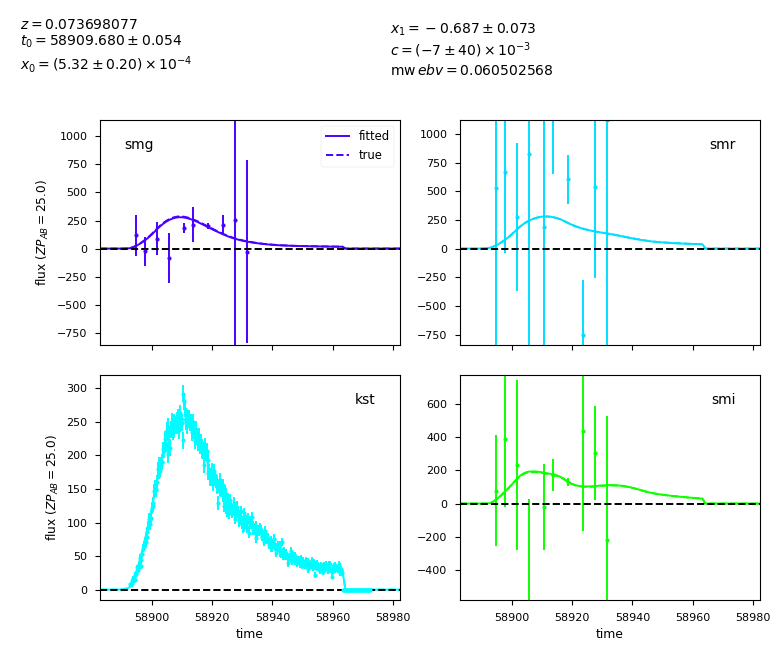 z = 0.073698077
t₀ = 58909.680 ± 0.054
x₀ = (5.32 ± 0.20) × 10⁻⁴
x₁ = −0.687 ± 0.073
c = (−7 ± 40) × 10⁻³
mw ebv = 0.060502568
smg
fitted
true
1000
750
500
250
0
−250
−500
−750
flux (ZP_AB = 25.0)
smr
1000
750
500
250
0
−250
−500
−750
kst
300
250
200
150
100
50
0
flux (ZP_AB = 25.0)
58900
58920
58940
58960
58980
time
smi
600
400
200
0
−200
−400
58900
58920
58940
58960
58980
time